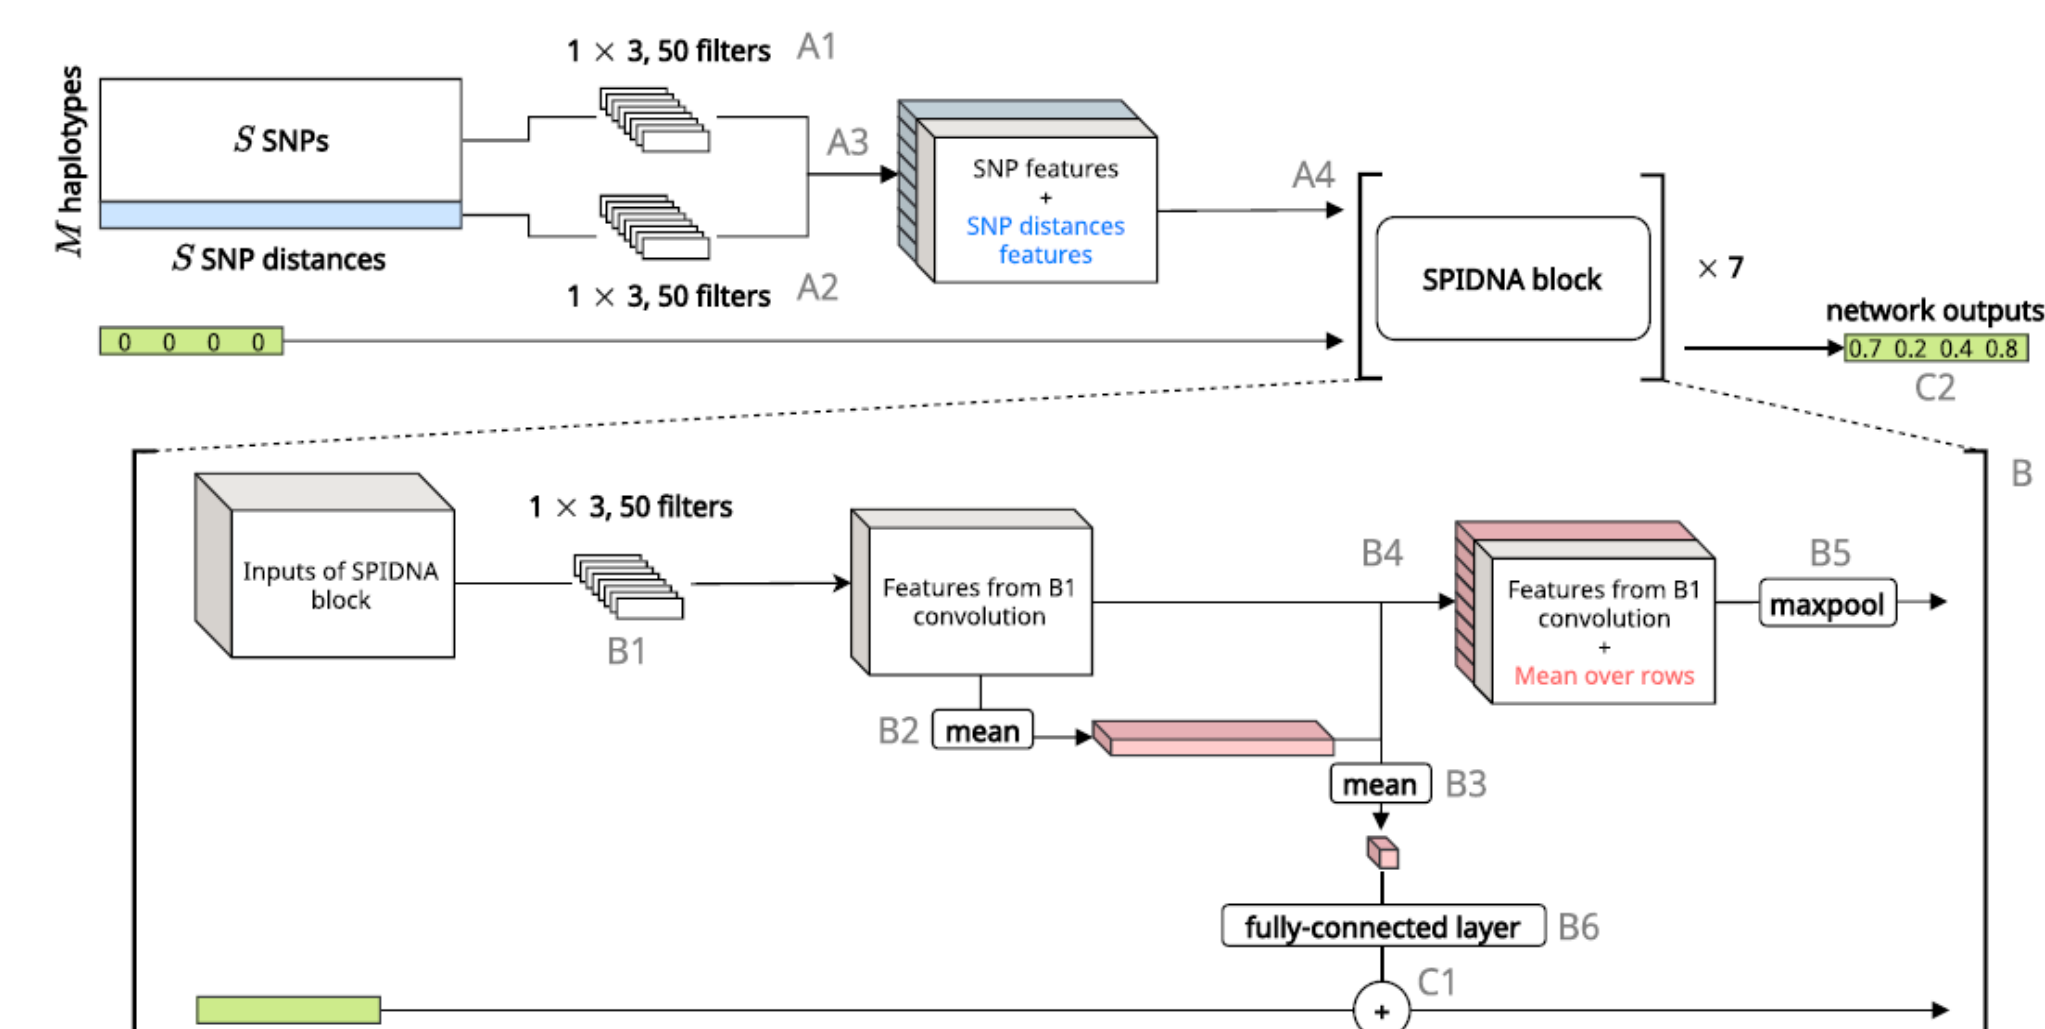 1 × 3, 50 filters A1
M haplotypes
S SNPs
S SNP distances
1 × 3, 50 filters A2
A3
SNP features
+
SNP distances
features
A4
SPIDNA block
× 7
0 0 0 0
network outputs
0.7 0.2 0.4 0.8
C2
B
Inputs of SPIDNA
block
1 × 3, 50 filters
B1
Features from B1
convolution
B2 mean
B4
Features from B1
convolution
+
Mean over rows
B5
maxpool
mean B3
fully-connected layer B6
C1
+